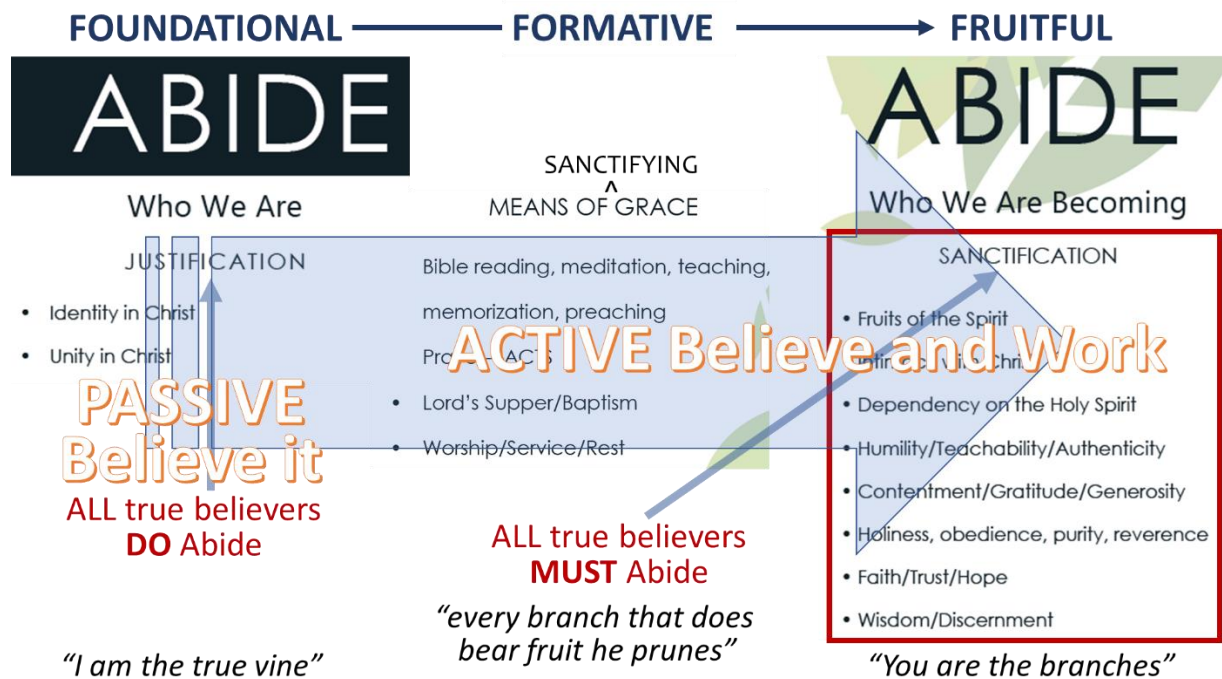 FOUNDATIONAL FORMATIVE FRUITFUL
ABIDE
Who We Are
JUSTIFICATION
• Identity in Christ
• Unity in Christ
PASSIVE
Believe it
ALL true believers
DO Abide
“I am the true vine”
SANCTIFYING
^
MEANS OF GRACE
Bible reading, meditation, teaching,
memorization, preaching
ACTS
• Lord’s Supper/Baptism
• Worship/Service/Rest
ACTIVE Believe and Work
ALL true believers
MUST Abide
“every branch that does
bear fruit he prunes”
ABIDE
Who We Are Becoming
SANCTIFICATION
• Fruits of the Spirit
with Christ
• Dependency on the Holy Spirit
• Humility/Teachability/Authenticity
• Contentment/Gratitude/Generosity
• Holiness, obedience, purity, reverence
• Faith/Trust/Hope
• Wisdom/Discernment
“You are the branches”